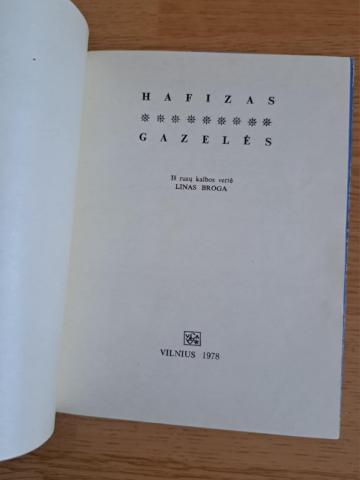 HAFIZAS
GAZELĖS
Iš rusų kalbos vertė
LINAS BROGA
VILNIUS 1978